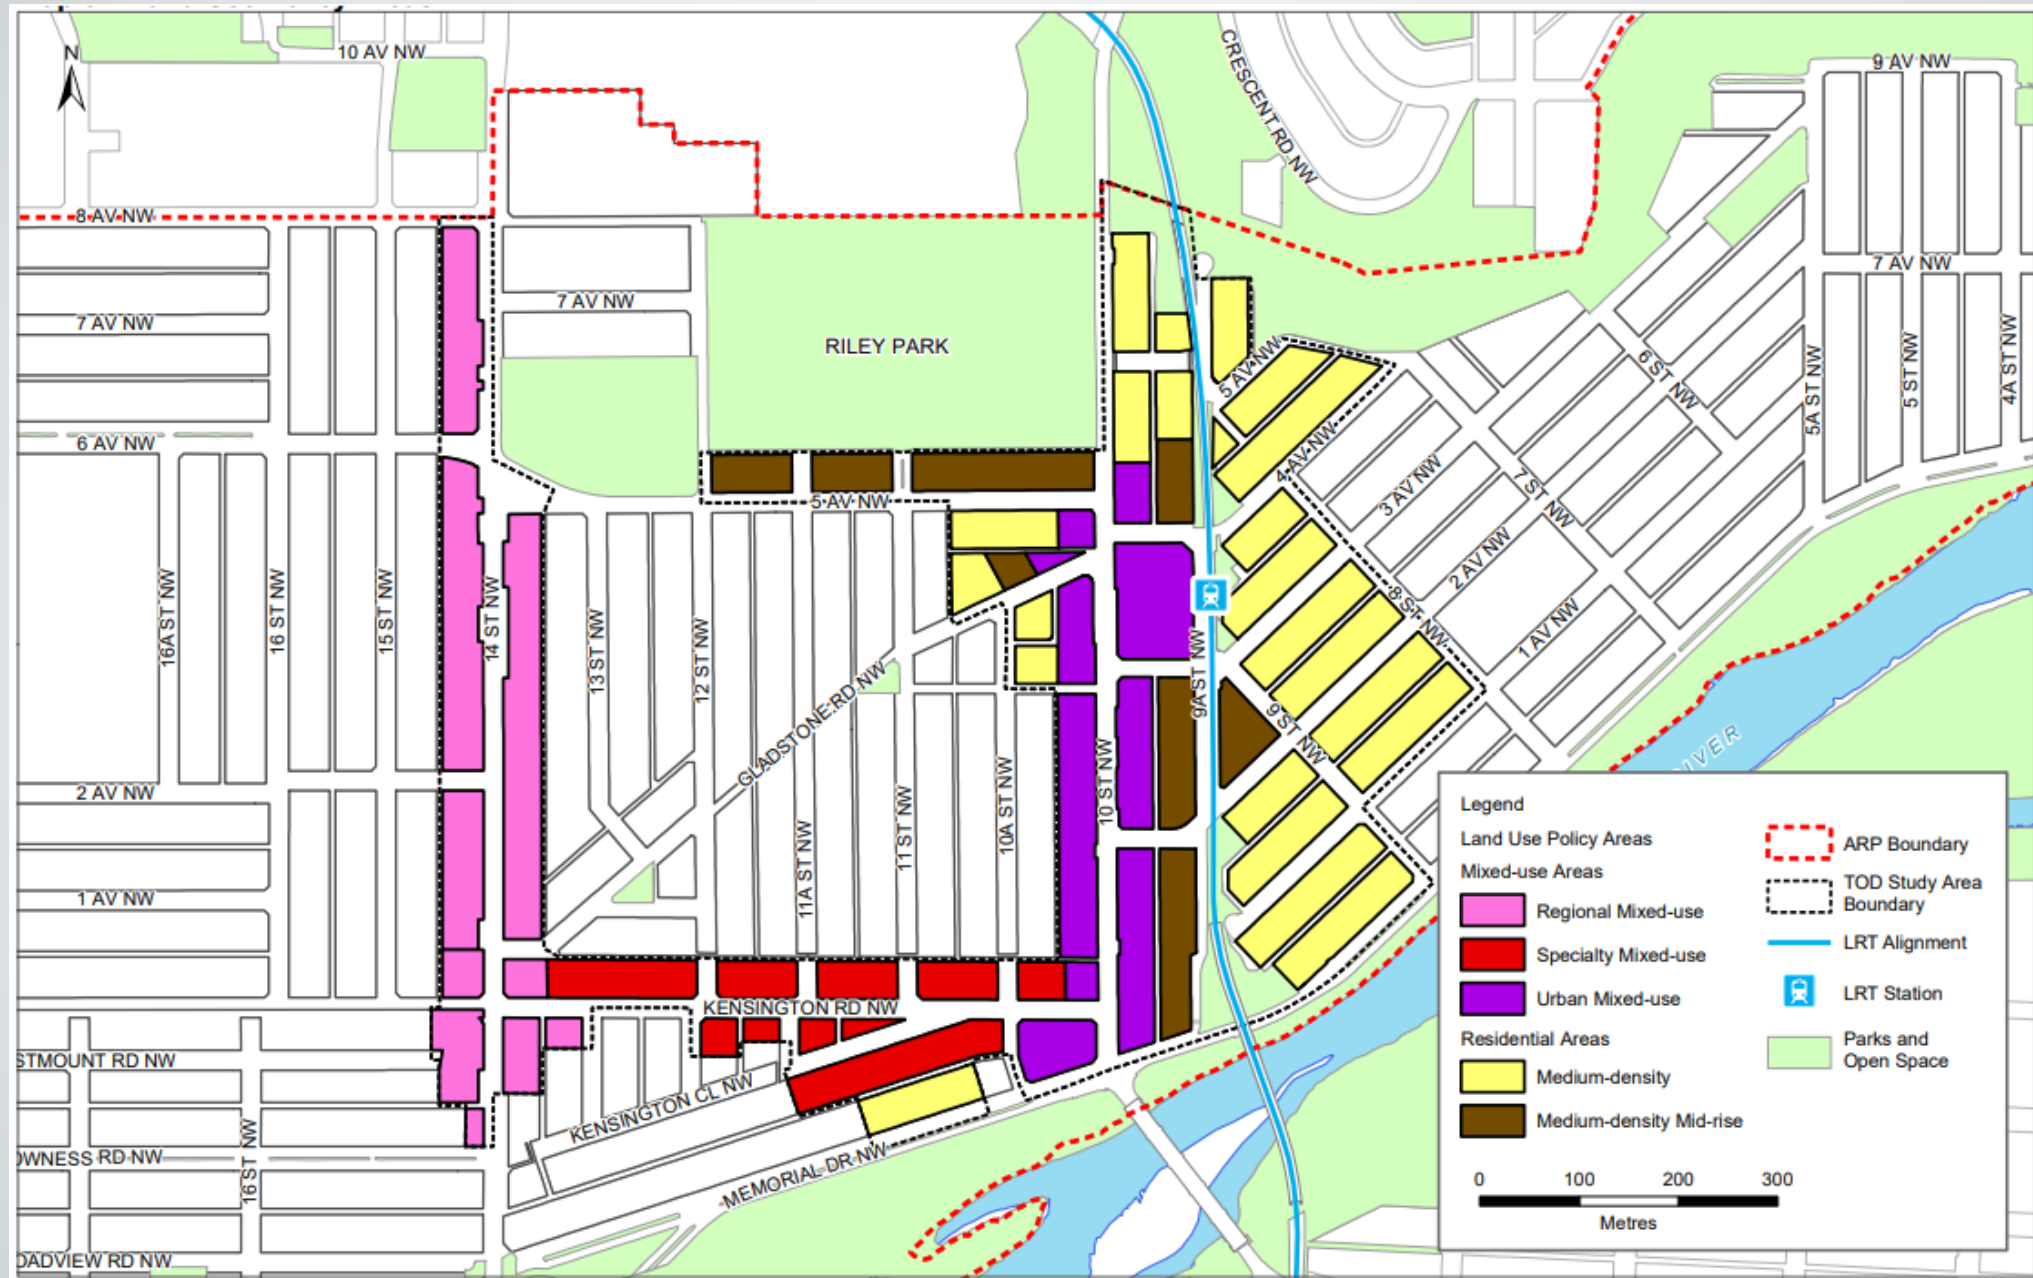 N
10 AV NW
CRESCENT RD NW
9 AV NW
8 AV NW
7 AV NW
7 AV NW
7 AV NW
RILEY PARK
6 ST NW
5A ST NW
5 ST NW
4A ST NW
5 AV NW
6 AV NW
4 AV NW
3 AV NW
7 ST NW
5 AV NW
2 AV NW
16A ST NW
16 ST NW
15 ST NW
14 ST NW
13 ST NW
12 ST NW
8 ST NW
1 AV NW
GLADSTONE RD NW
9A ST NW
9 ST NW
10 ST NW
2 AV NW
11A ST NW
11 ST NW
10A ST NW
1 AV NW
KENSINGTON RD NW
STMOUNT RD NW
KENSINGTON CL NW
MEMORIAL DR NW
OWNESS RD NW
16 ST NW
OADVIEW RD NW
IVER
Legend
Land Use Policy Areas
Mixed-use Areas
Regional Mixed-use
Specialty Mixed-use
Urban Mixed-use
Residential Areas
Medium-density
Medium-density Mid-rise
ARP Boundary
TOD Study Area
Boundary
LRT Alignment
LRT Station
Parks and
Open Space
0 100 200 300
Metres